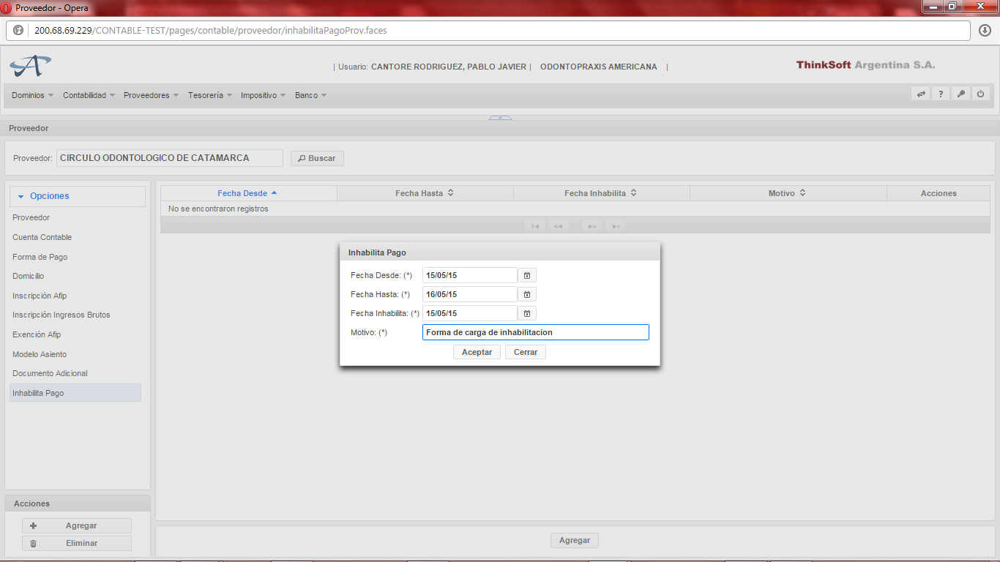 Proveedor - Opera
200.68.69.229/CONTABLE-TEST/pages/contable/proveedor/inhabilitaPagoProv.faces
| Usuario: CANTORE RODRIGUEZ, PABLO JAVIER | ODONTOPRAXIS AMERICANA |
ThinkSoft Argentina S.A.
Dominios Contabilidad Proveedores Tesorería Impositivo Banco ?
Proveedor
Proveedor: CIRCULO ODONTOLOGICO DE CATAMARCA Buscar
Opciones
Proveedor
Cuenta Contable
Forma de Pago
Domicilio
Inscripción Afip
Inscripción Ingresos Brutos
Exención Afip
Modelo Asiento
Documento Adicional
Inhabilita Pago
Acciones
Agregar
Eliminar
Fecha Desde Fecha Hasta Fecha Inhabilita Motivo Acciones
No se encontraron registros
Inhabilita Pago
Fecha Desde: (*) 15/05/15
Fecha Hasta: (*) 16/05/15
Fecha Inhabilita: (*) 15/05/15
Motivo: (*) Forma de carga de inhabilitacion
Aceptar Cerrar
Agregar